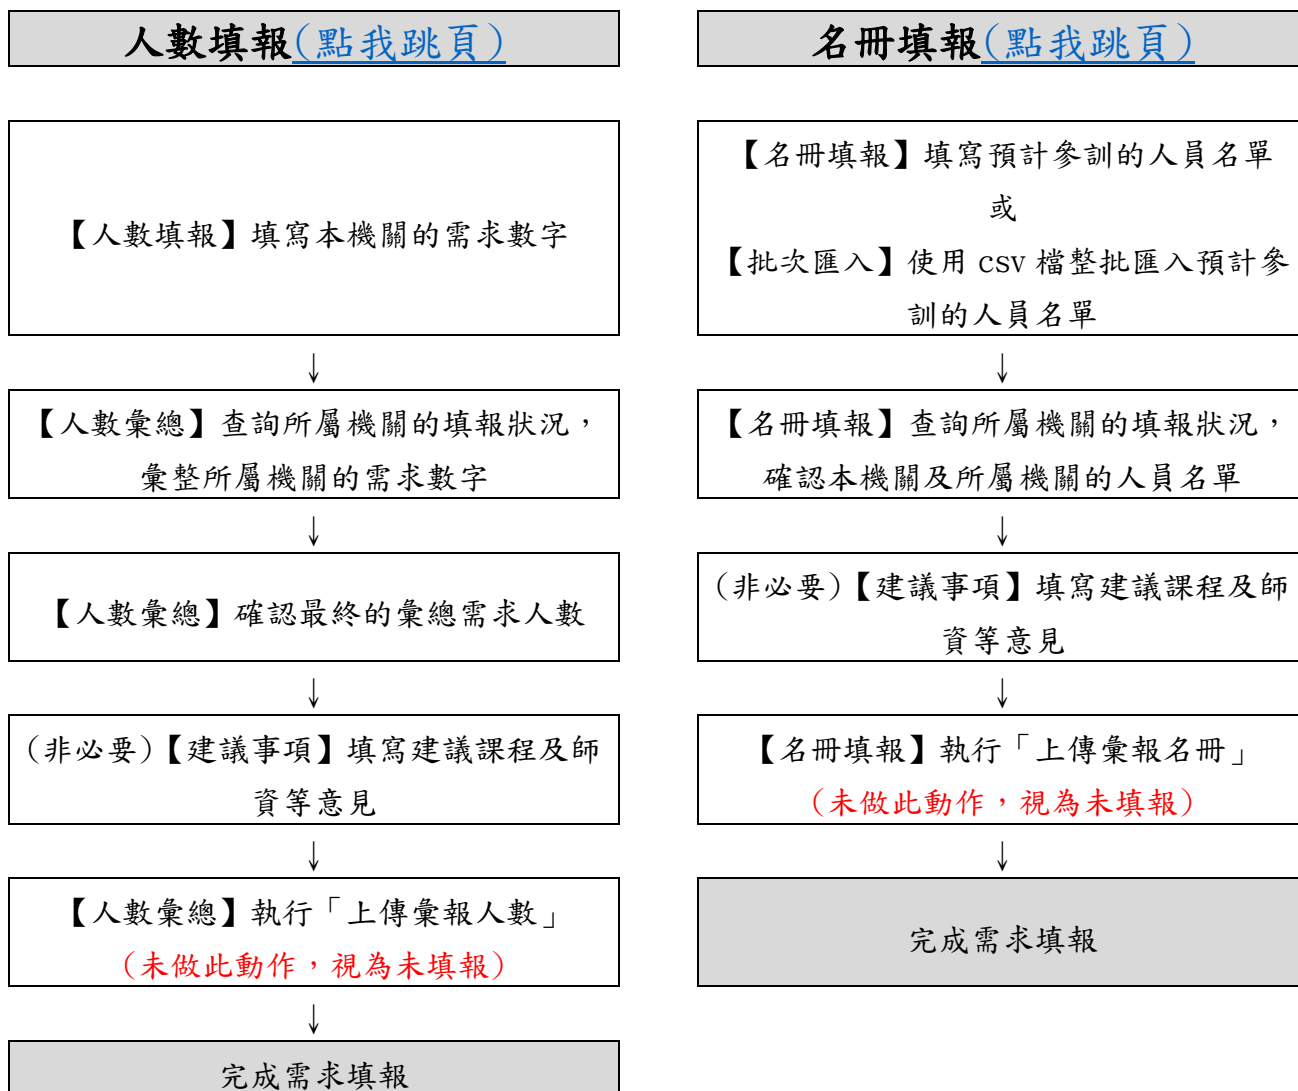 人數填報(點我跳頁)
【人數填報】填寫本機關的需求數字
↓
【人數彙總】查詢所屬機關的填報狀況，
彙整所屬機關的需求數字
↓
【人數彙總】確認最終的彙總需求人數
↓
(非必要)【建議事項】填寫建議課程及師
資等意見
↓
【人數彙總】執行「上傳彙報人數」
(未做此動作，視為未填報)
↓
完成需求填報
名冊填報(點我跳頁)
【名冊填報】填寫預計參訓的人員名單
或
【批次匯入】使用 csv 檔整批匯入預計參
訓的人員名單
↓
【名冊填報】查詢所屬機關的填報狀況，
確認本機關及所屬機關的人員名單
↓
(非必要)【建議事項】填寫建議課程及師
資等意見
↓
【名冊填報】執行「上傳彙報名冊」
(未做此動作，視為未填報)
↓
完成需求填報